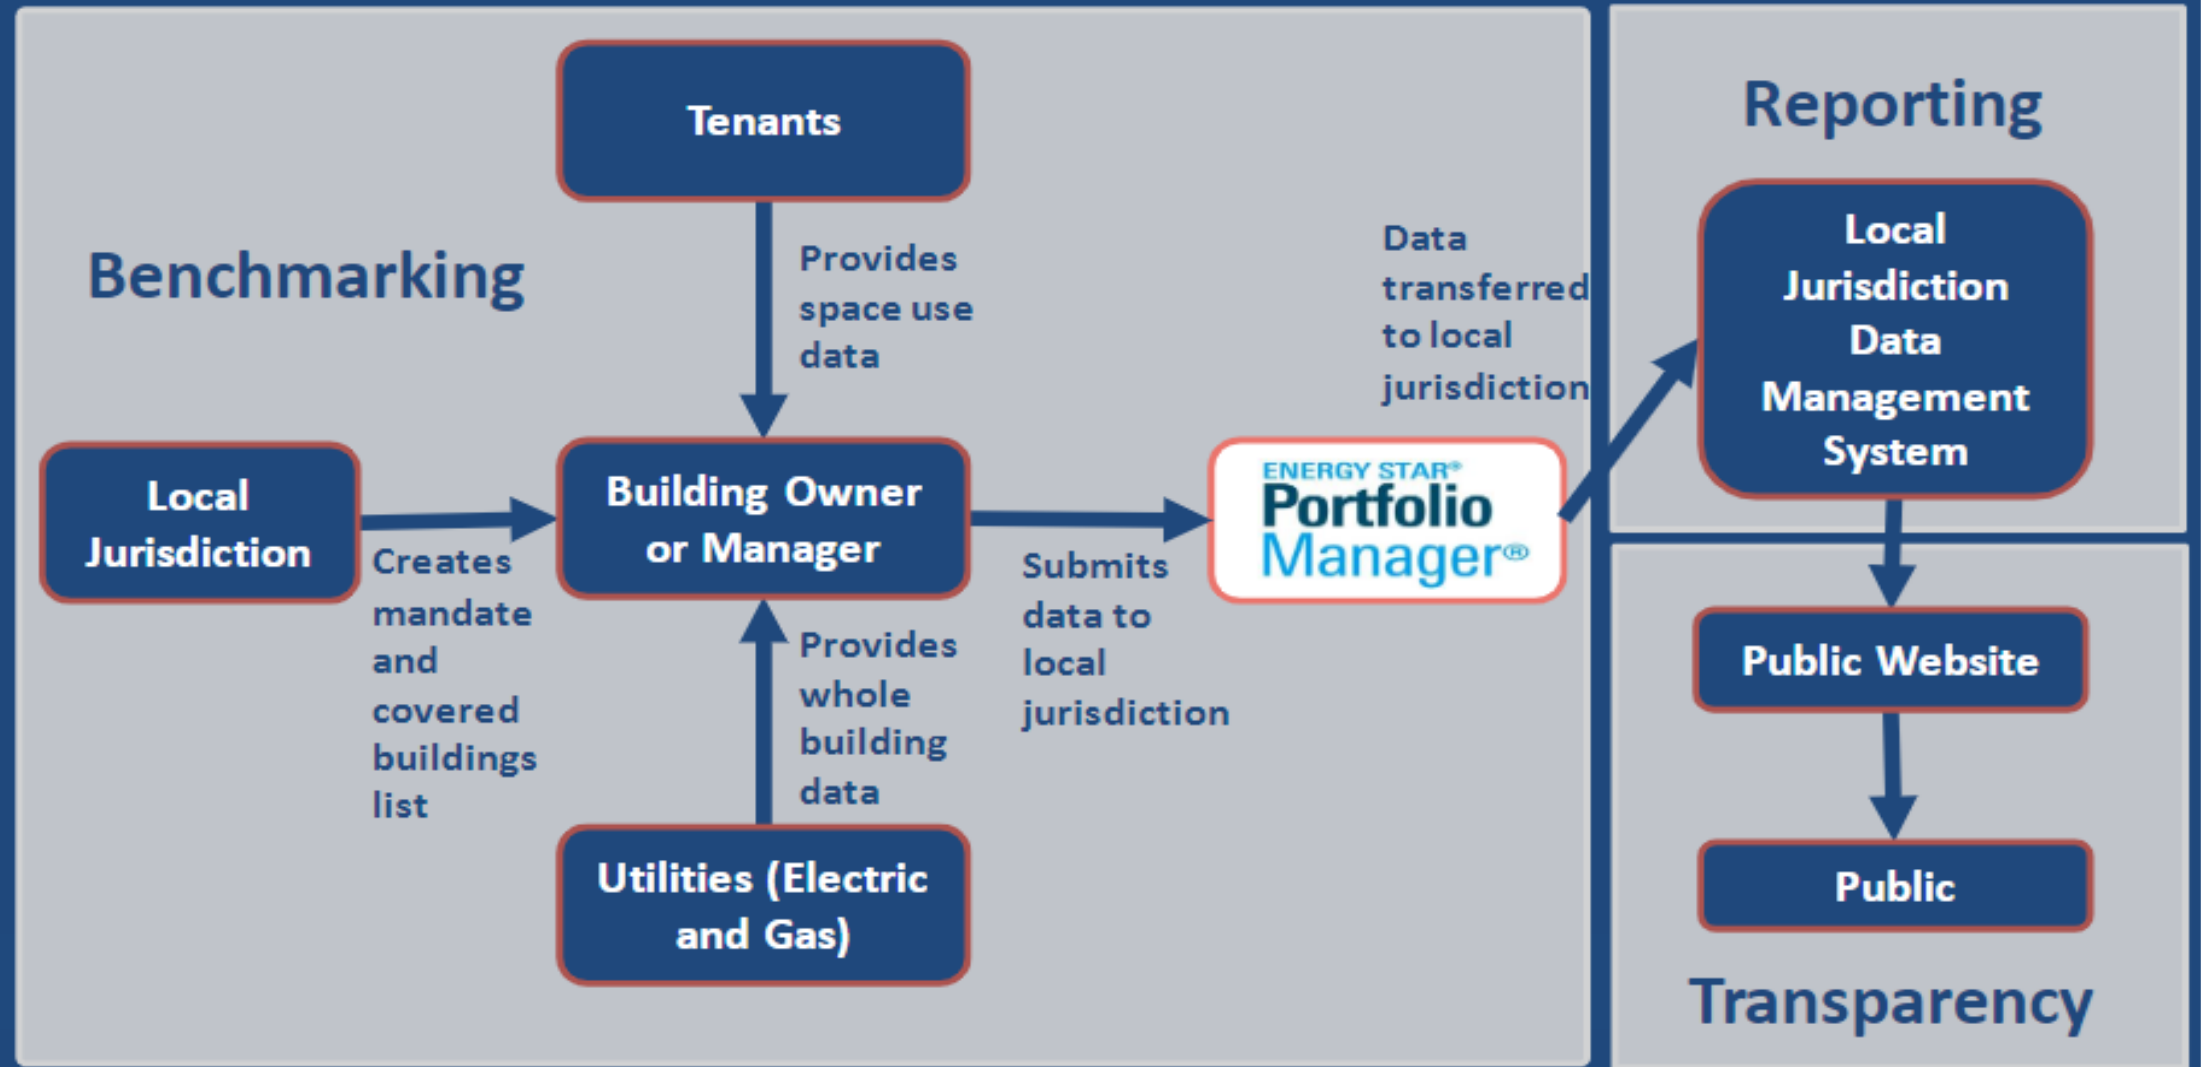 Benchmarking
Tenants
Provides
space use
data
Local
Jurisdiction
Creates
mandate
and
covered
buildings
list
Building Owner
or Manager
Provides
whole
building
data
Utilities (Electric
and Gas)
Submits
data to
local
jurisdiction
ENERGY STAR®
Portfolio
Manager®
Data
transferred
to local
jurisdiction
Reporting
Local
Jurisdiction
Data
Management
System
Public Website
Public
Transparency